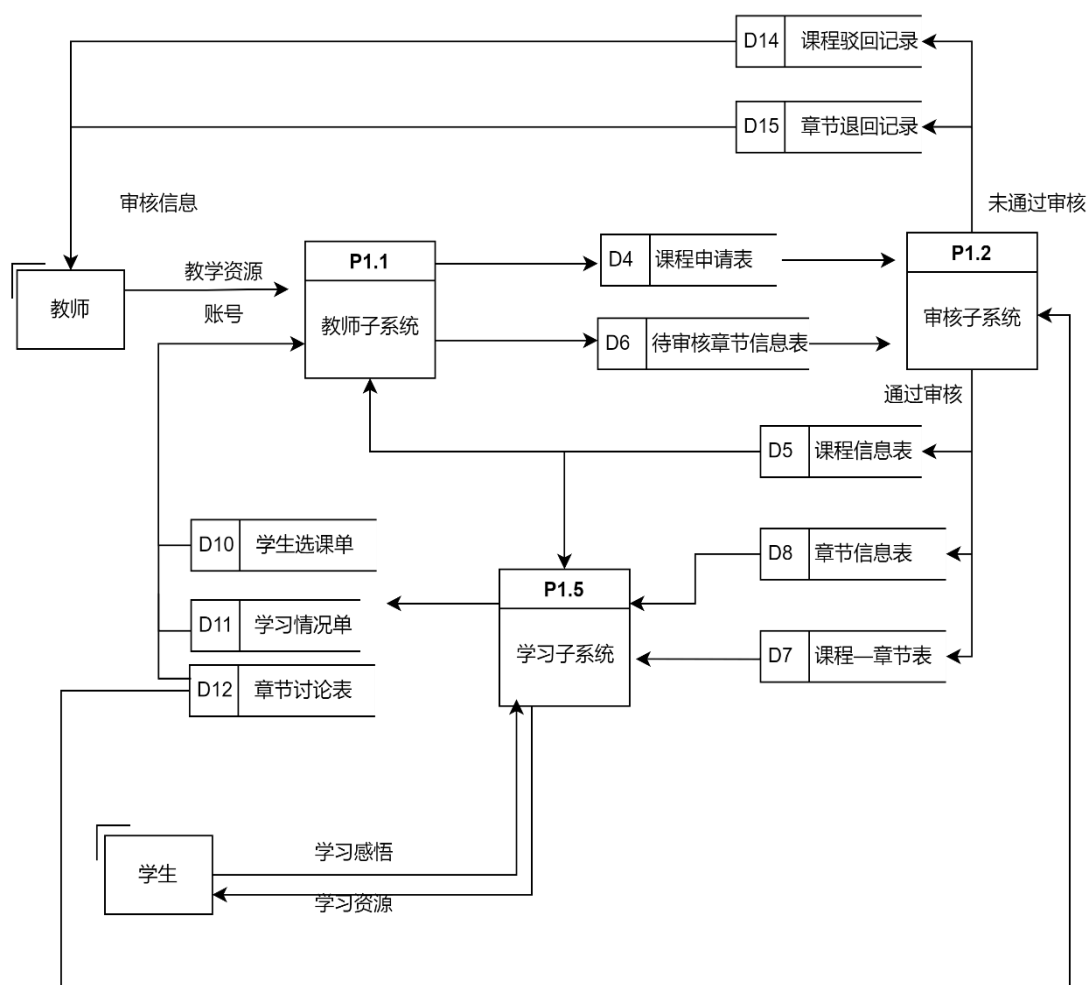 D14 课程驳回记录
D15 章节退回记录
审核信息
未通过审核
教师
教学资源
账号
P1.1
教师子系统
D4 课程申请表
D6 待审核章节信息表
P1.2
审核子系统
通过审核
D5 课程信息表
D10 学生选课单
D8 章节信息表
P1.5
学习子系统
D11 学习情况单
D7 课程—章节表
D12 章节讨论表
学生
学习感悟
学习资源